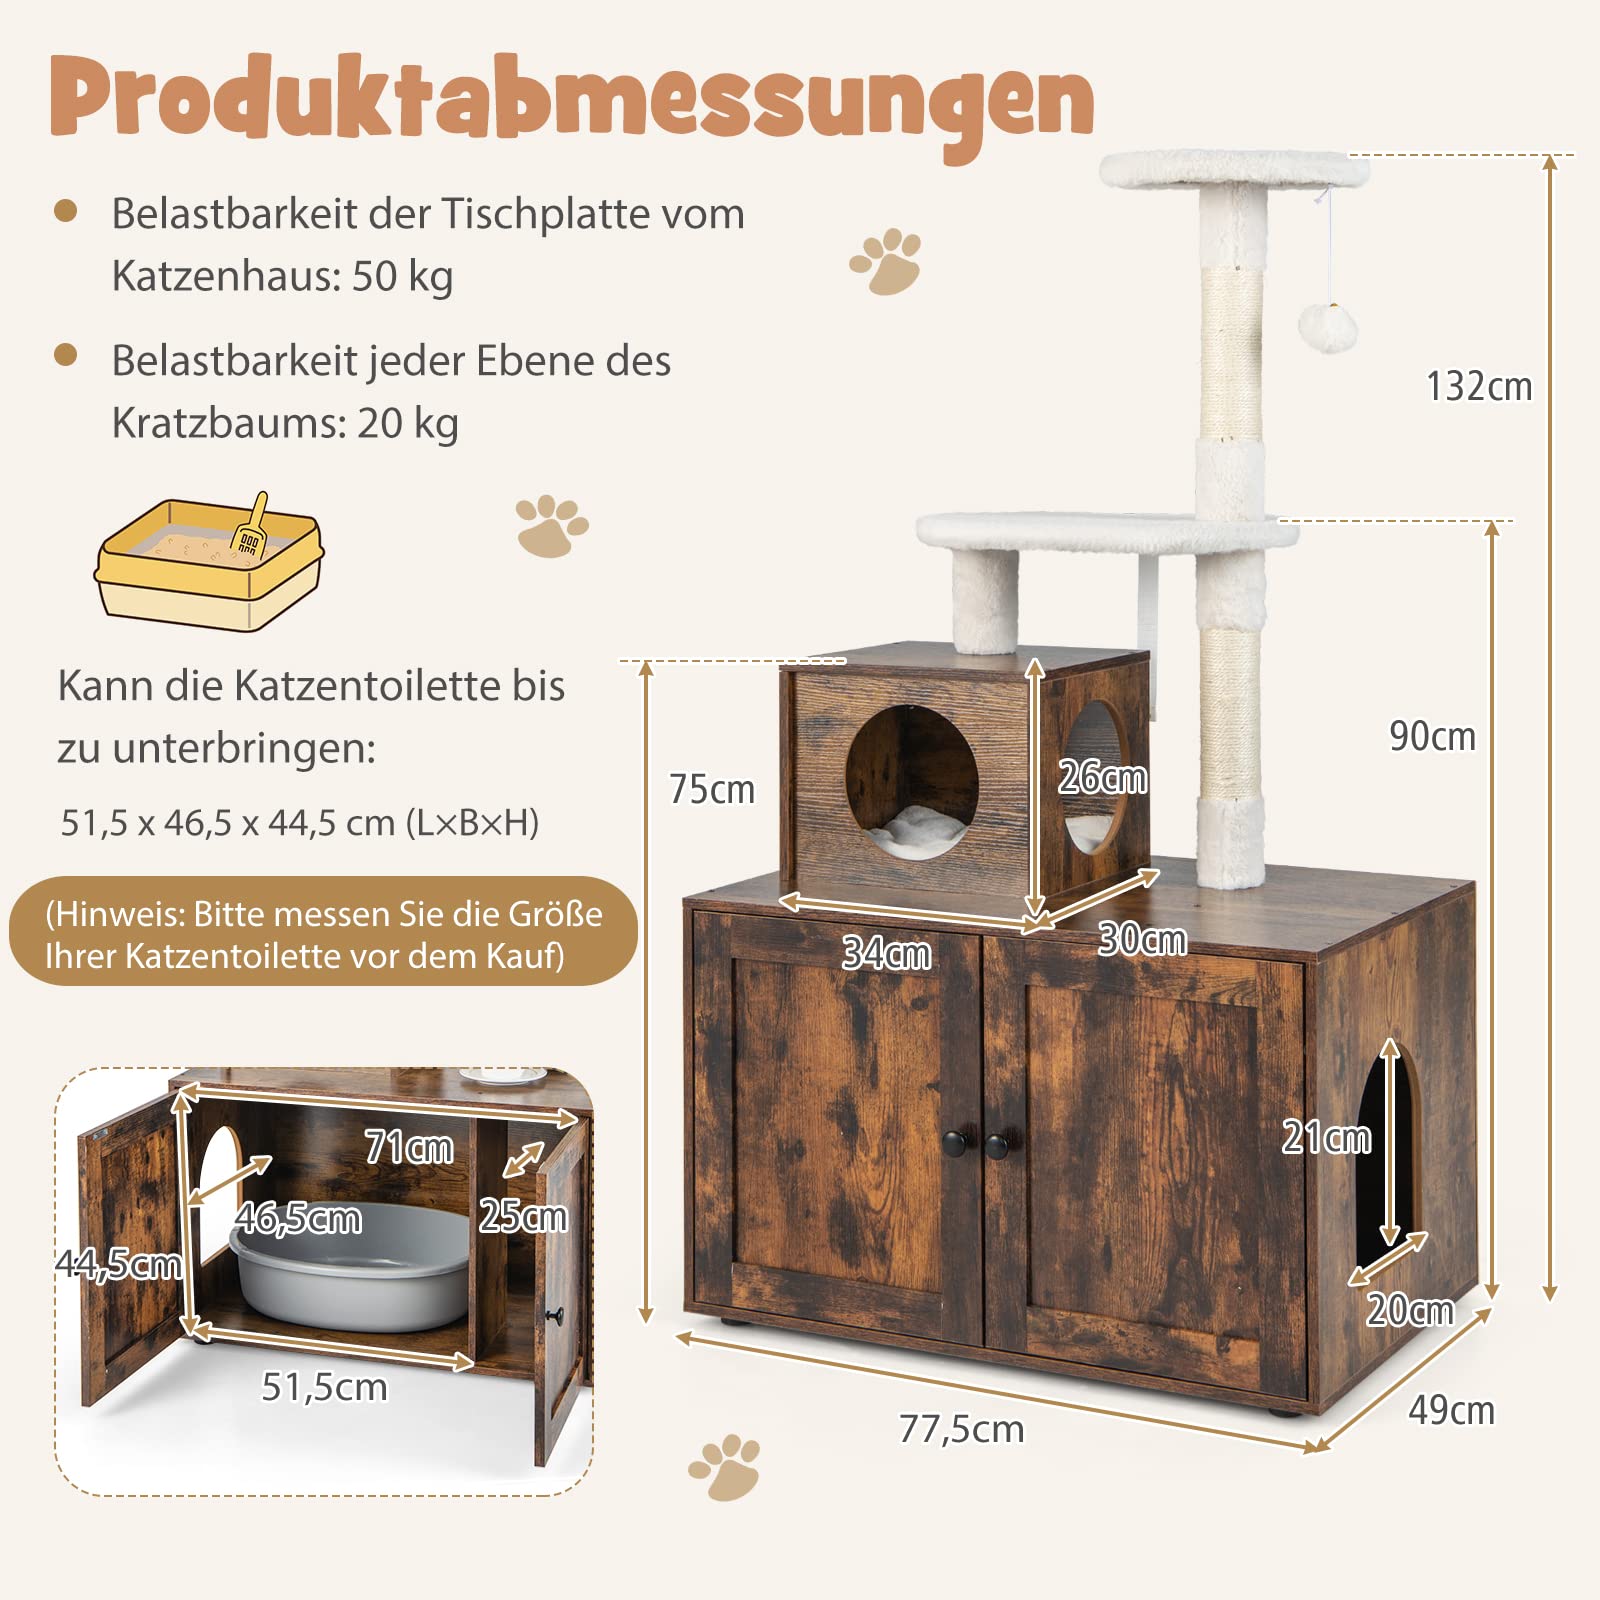 Produktabmessungen
Belastbarkeit der Tischplatte vom
Katzenhaus: 50 kg
Belastbarkeit jeder Ebene des
Kratzbaums: 20 kg
Kann die Katzentoilette bis
zu unterbringen:
51,5 x 46,5 x 44,5 cm (L×B×H)
(Hinweis: Bitte messen Sie die Größe
Ihrer Katzentoilette vor dem Kauf)
132cm
90cm
75cm
26cm
34cm
30cm
21cm
20cm
49cm
77,5cm
71cm
46,5cm
25cm
44,5cm
51,5cm